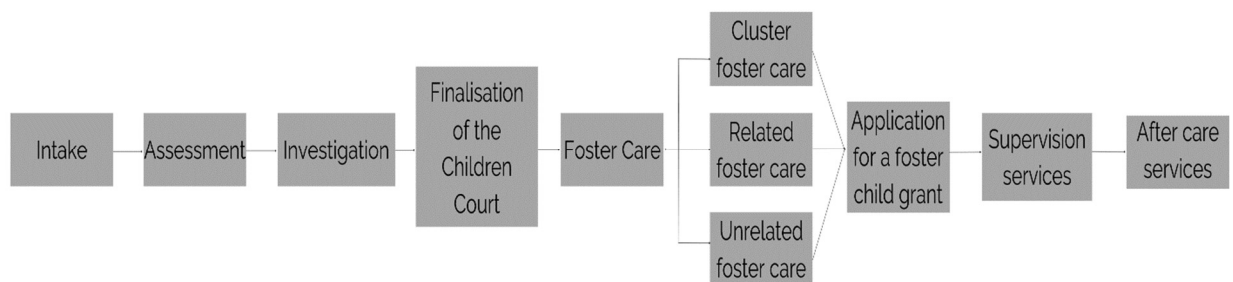 Intake
Assessment
Investigation
Finalisation
of the
Children
Court
Foster Care
Cluster
foster care
Related
foster care
Unrelated
foster care
Application
for a foster
child grant
Supervision
services
After care
services